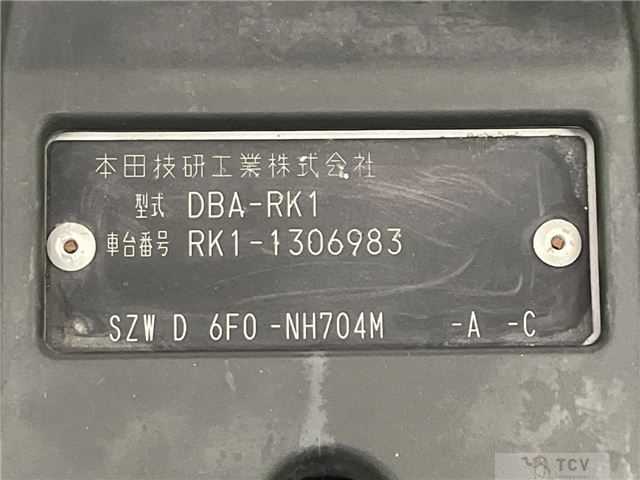 本田技研工業株式会社
型式 DBA-RK1
車台番号 RK1-1306983
SZW D 6F0 -NH704M -A -C
TCV